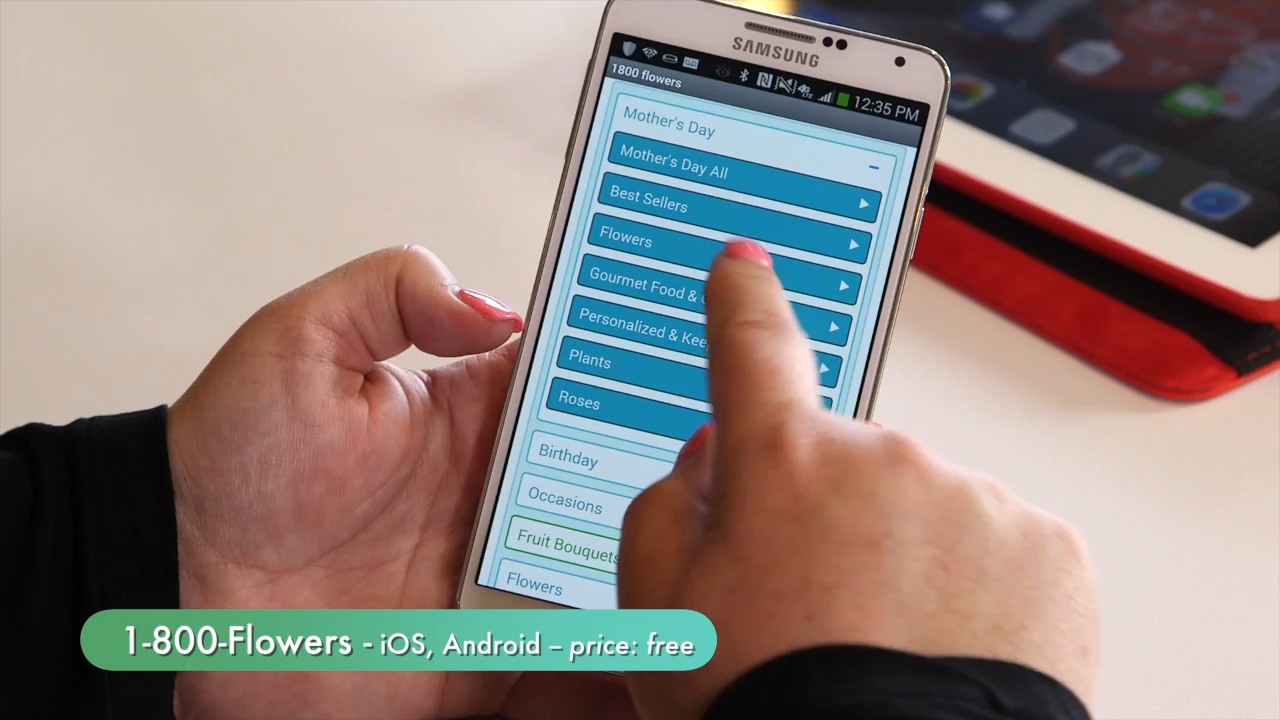 SAMSUNG
12:35 PM
1800 flowers
Mother's Day
Mother's Day All
Best Sellers
Flowers
Gourmet Food &
Personalized &
Plants
Roses
Birthday
Occasions
Fruit Bouquets
Flowers
1-800-Flowers - iOS, Android – price: free